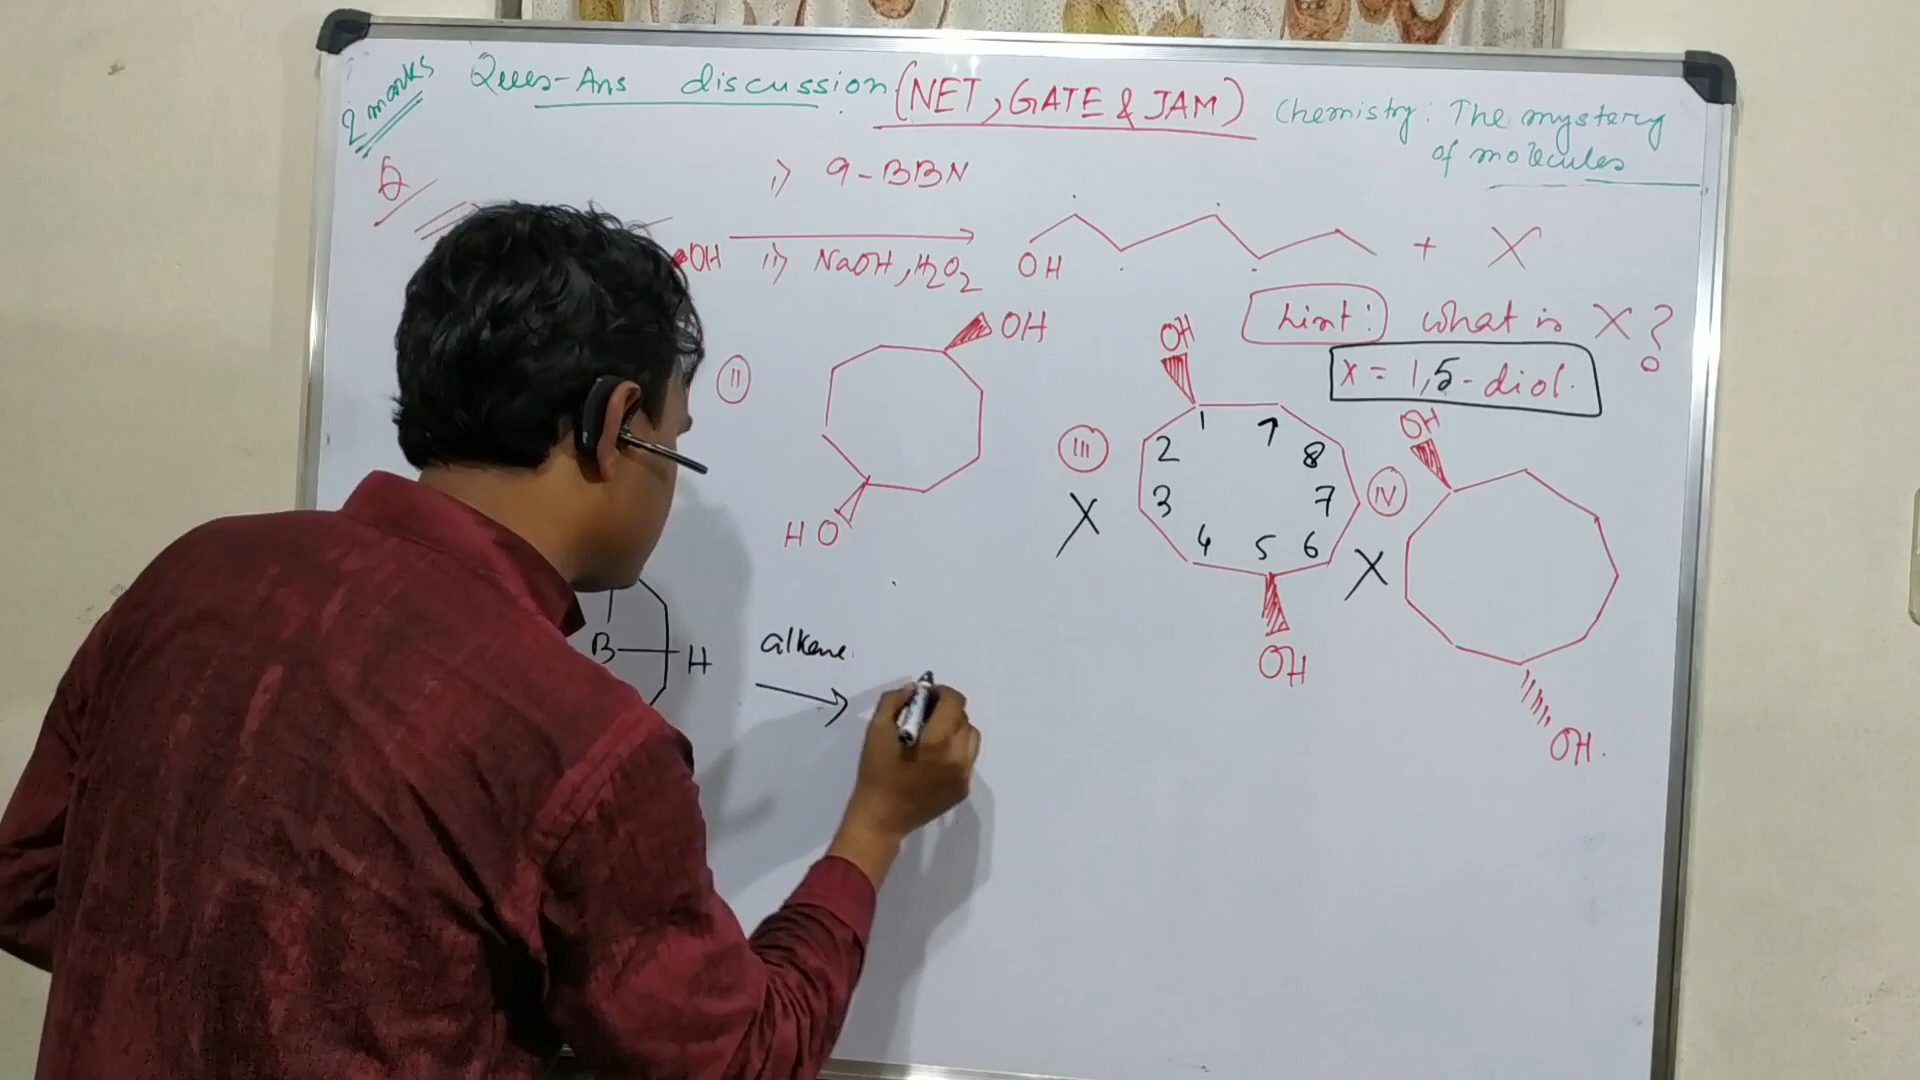 2 marks
Ques-Ans discussion (NET, GATE & JAM)
Chemistry: The mystery
of molecules
Q
i) 9-BBN
OH
ii) NaOH, H2O2
OH
+ X
hint: what is X?
X = 1,5-diol.
II
OH
HO
III
X
OH
1
2
3
4
5
6
7
8
7
OH
IV
X
OH
OH.
B
H
alkene.